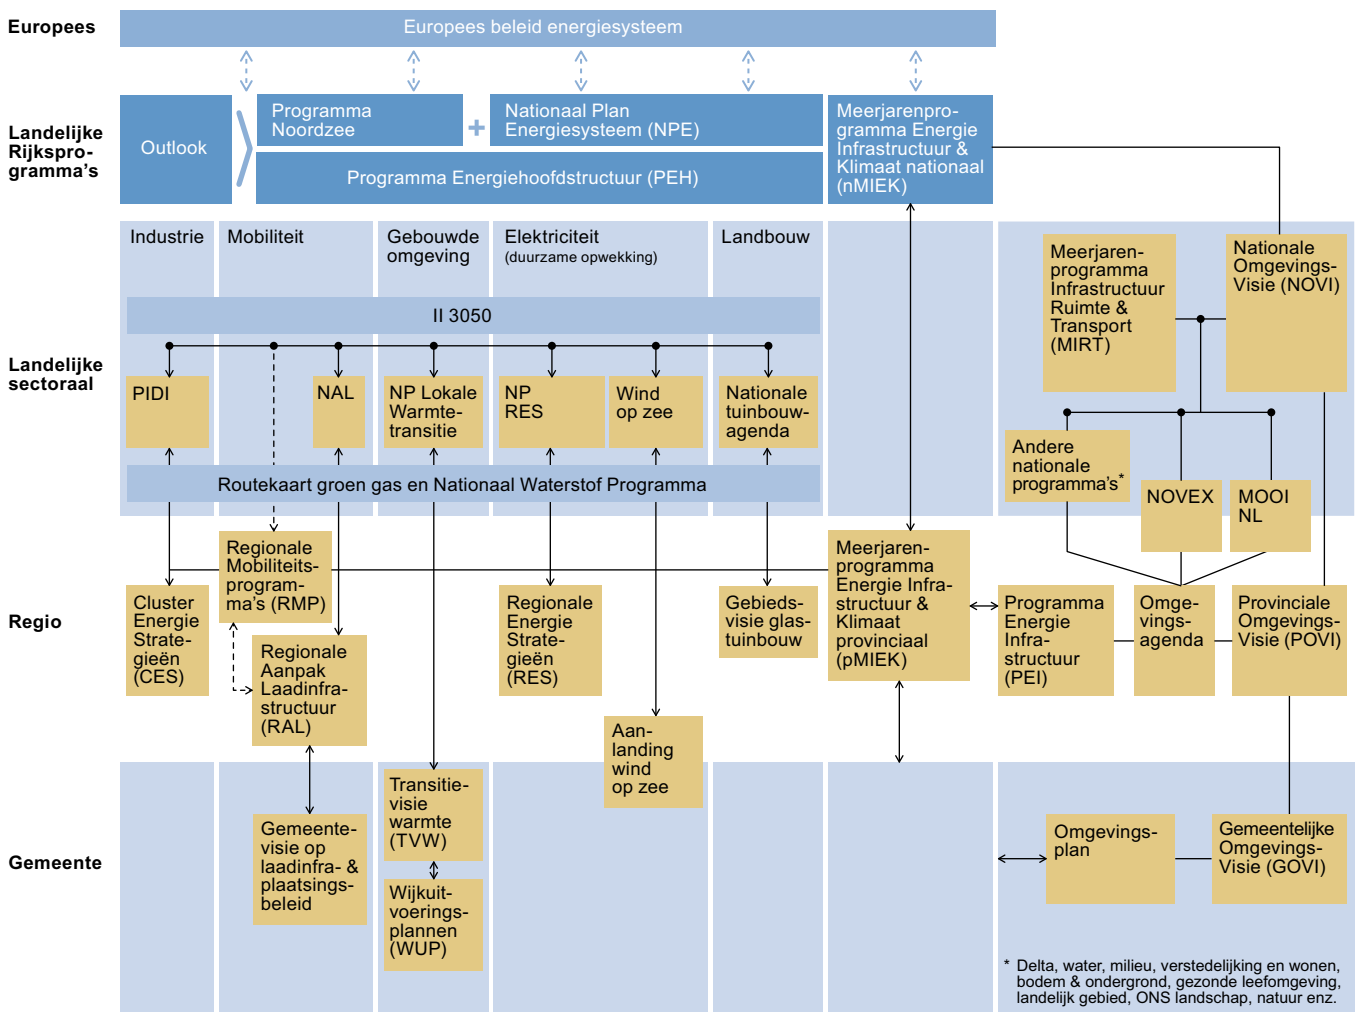 Europees
Europees beleid energiesysteem
Landelijke
Rijkspro-
gramma's
Outlook
Programma
Noordzee
+
Nationaal Plan
Energiesysteem (NPE)
Programma Energiehoofdstructuur (PEH)
Meerjarenpro-
gramma Energie
Infrastructuur &
Klimaat nationaal
(nMIEK)
Industrie
Mobiliteit
Gebouwde
omgeving
Elektriciteit
(duurzame opwekking)
Landbouw
II 3050
Landelijke
sectoraal
PIDI
NAL
NP Lokale
Warmte-
transitie
NP
RES
Wind
op zee
Nationale
tuinbouw-
agenda
Routekaart groen gas en Nationaal Waterstof Programma
Meerjaren-
programma
Infrastructuur
Ruimte &
Transport
(MIRT)
Nationale
Omgevings-
Visie (NOVI)
Andere
nationale
programma's*
NOVEX
MOOI
NL
Regio
Cluster
Energie
Strate-
gieën
(CES)
Regionale
Mobiliteits-
program-
ma's (RMP)
Regionale
Aanpak
Laadinfra-
structuur
(RAL)
Regionale
Energie
Strate-
gieën
(RES)
Aan-
landing
wind
op zee
Gebieds-
visie glas-
tuinbouw
Meerjaren-
programma
Energie Infra-
structuur &
Klimaat
provinciaal
(pMIEK)
Programma
Energie
Infra-
structuur
(PEI)
Omge-
vings-
agenda
Provinciale
Omgevings-
Visie (POVI)
Gemeente
Gemeente-
visie op
laadinfra- &
plaatsings-
beleid
Transitie-
visie
warmte
(TVW)
Wijkuit-
voerings-
plannen
(WUP)
Omgevings-
plan
Gemeentelijke
Omgevings-
Visie (GOVI)
* Delta, water, milieu, verstedelijking en wonen,
bodem & ondergrond, gezonde leefomgeving,
landelijk gebied, ONS landschap, natuur enz.